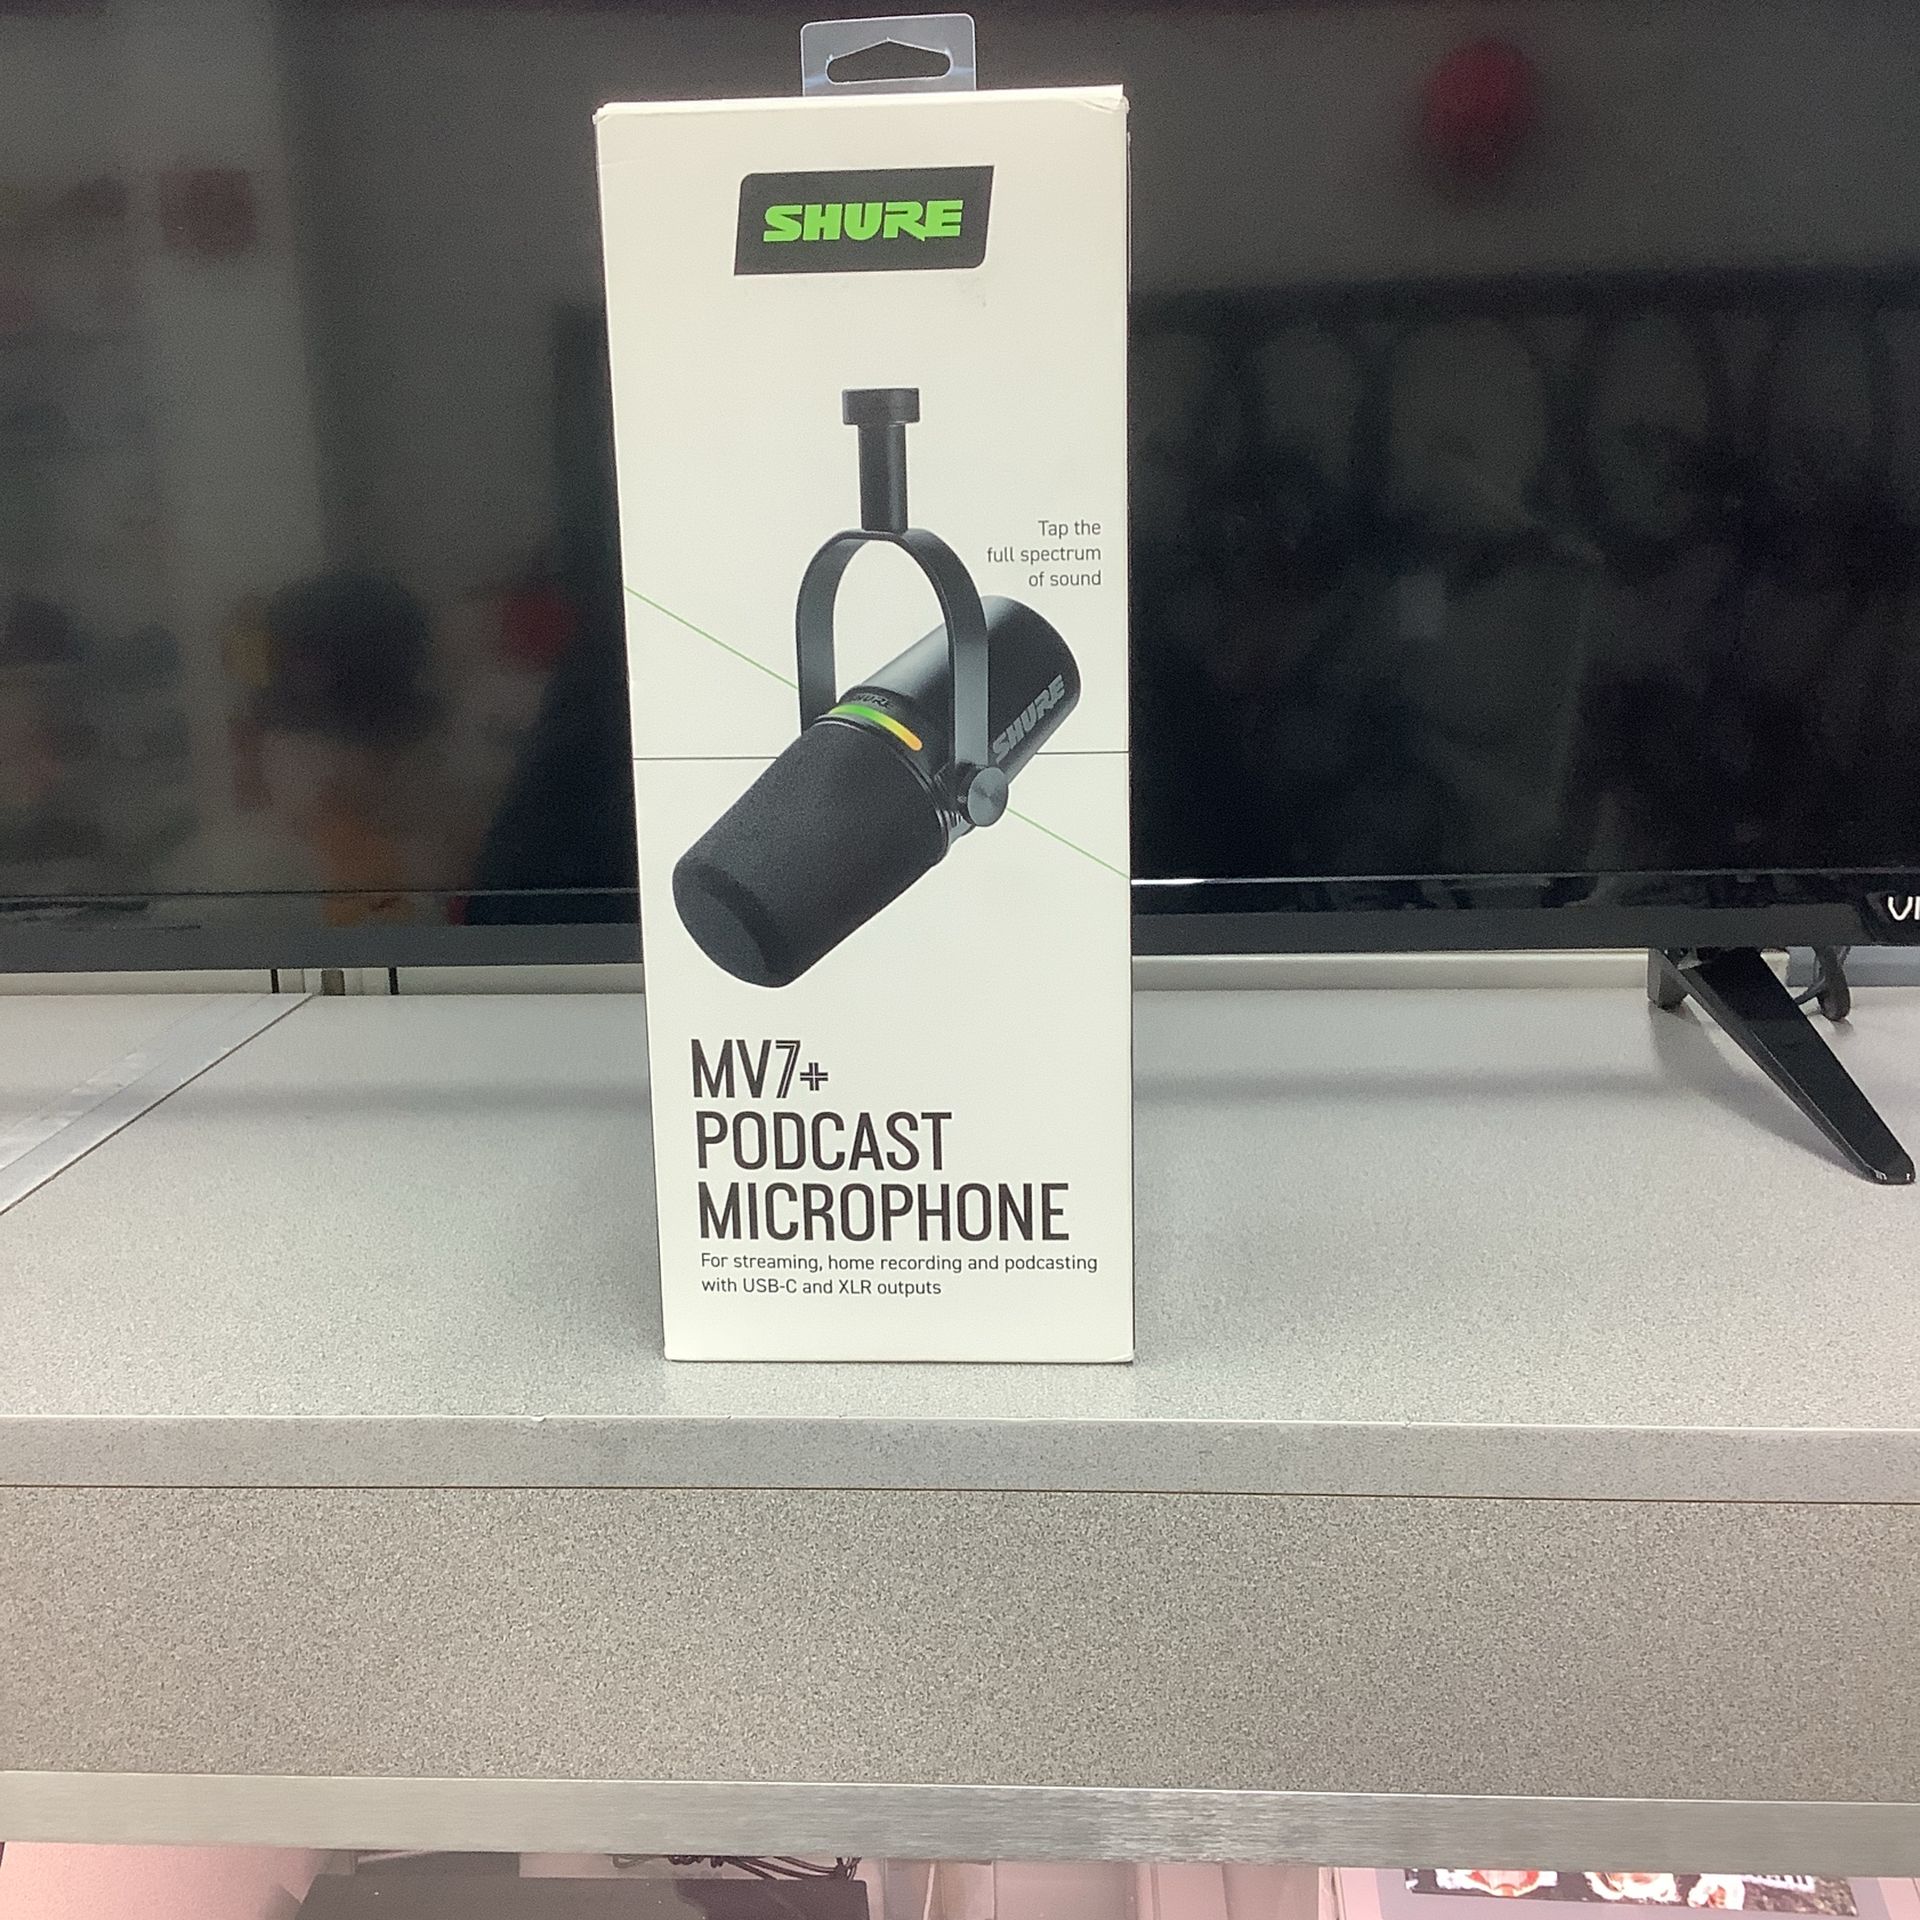 SHURE
Tap the
full spectrum
of sound
SHURE
SHURE
MV7+
PODCAST
MICROPHONE
For streaming, home recording and podcasting
with USB-C and XLR outputs